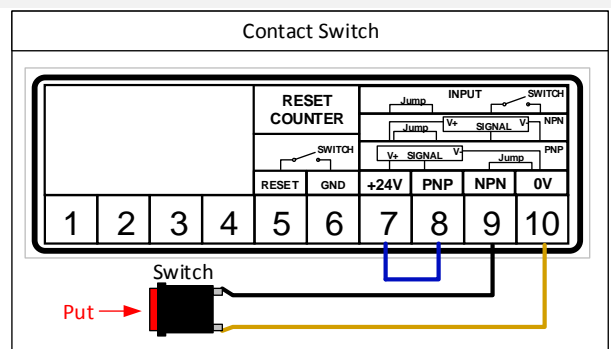 Contact Switch
RESET COUNTER
INPUT
Jump
SWITCH
V+ SIGNAL V- NPN
Jump
SWITCH
V+ SIGNAL V- PNP
Jump
RESET GND +24V PNP NPN 0V
1 2 3 4 5 6 7 8 9 10
Switch
Put